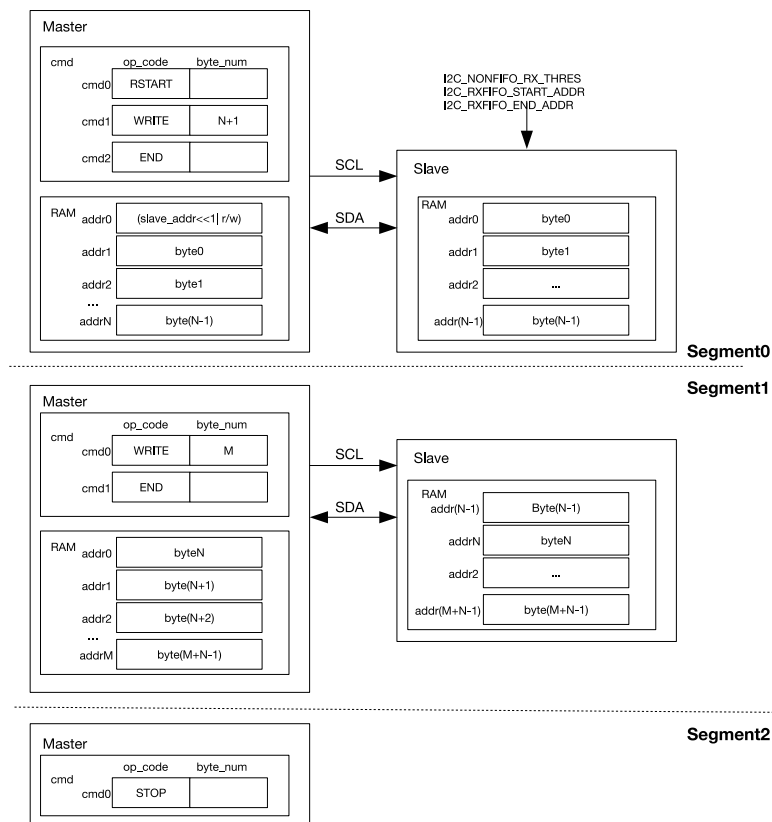 Master
cmd
op_code byte_num
cmd0 RSTART
cmd1 WRITE N+1
cmd2 END
RAM
addr0 (slave_addr<<1| r/w)
addr1 byte0
addr2 byte1
...
addrN byte(N-1)
SCL
SDA
I2C_NONFIFO_RX_THRES
I2C_RXFIFO_START_ADDR
I2C_RXFIFO_END_ADDR
Slave
RAM
addr0 byte0
addr1 byte1
addr2 ...
addr(N-1) byte(N-1)
Segment0
Segment1
Master
cmd
op_code byte_num
cmd0 WRITE M
cmd1 END
RAM
addr0 byteN
addr1 byte(N+1)
addr2 byte(N+2)
...
addrM byte(M+N-1)
SCL
SDA
Slave
RAM
addr(N-1) Byte(N-1)
addrN byteN
addr2 ...
addr(M+N-1) byte(M+N-1)
Segment2
Master
cmd
op_code byte_num
cmd0 STOP